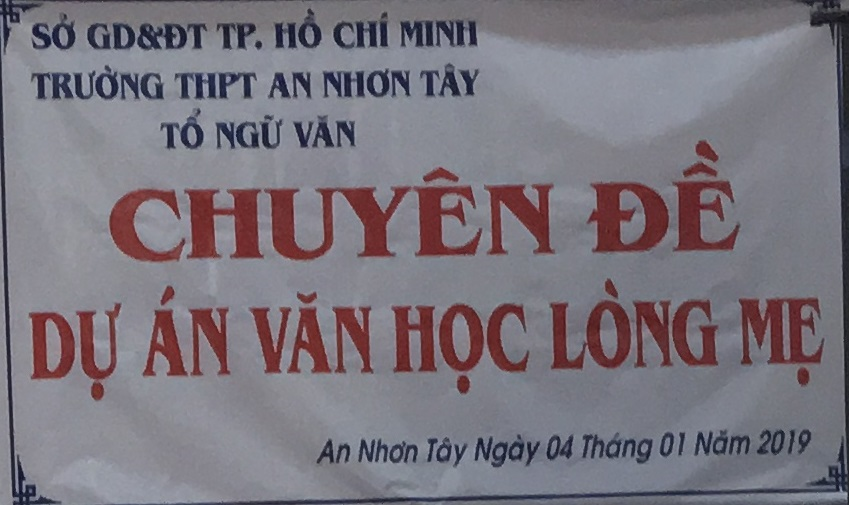 SỞ GD&ĐT TP. HỒ CHÍ MINH
TRƯỜNG THPT AN NHƠN TÂY
TỔ NGỮ VĂN
CHUYÊN ĐỀ
DỰ ÁN VĂN HỌC LÒNG MẸ
An Nhơn Tây Ngày 04 Tháng 01 Năm 2019